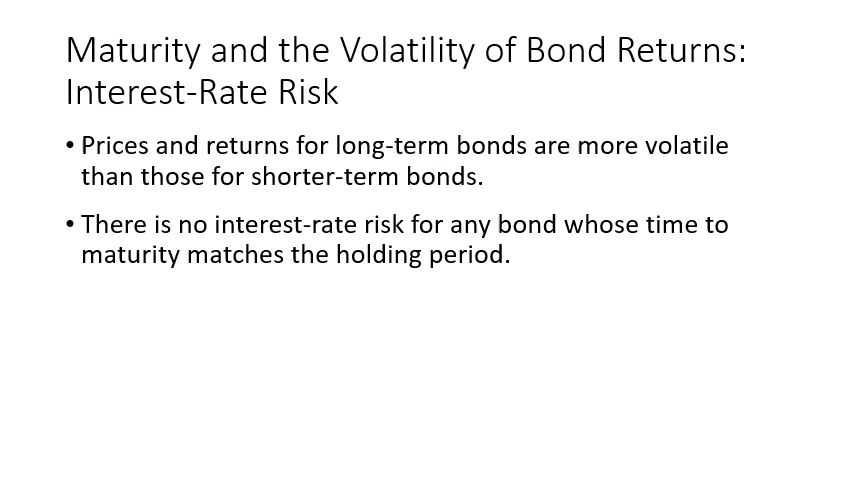 Maturity and the Volatility of Bond Returns:
Interest-Rate Risk
• Prices and returns for long-term bonds are more volatile
than those for shorter-term bonds.
• There is no interest-rate risk for any bond whose time to
maturity matches the holding period.